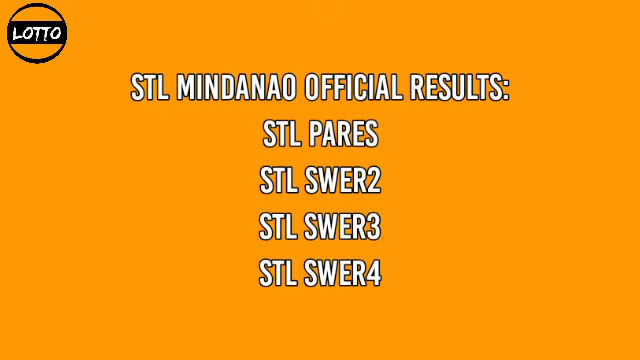 LOTTO
STL MINDANAO OFFICIAL RESULTS:
STL PARES
STL SWER2
STL SWER3
STL SWER4